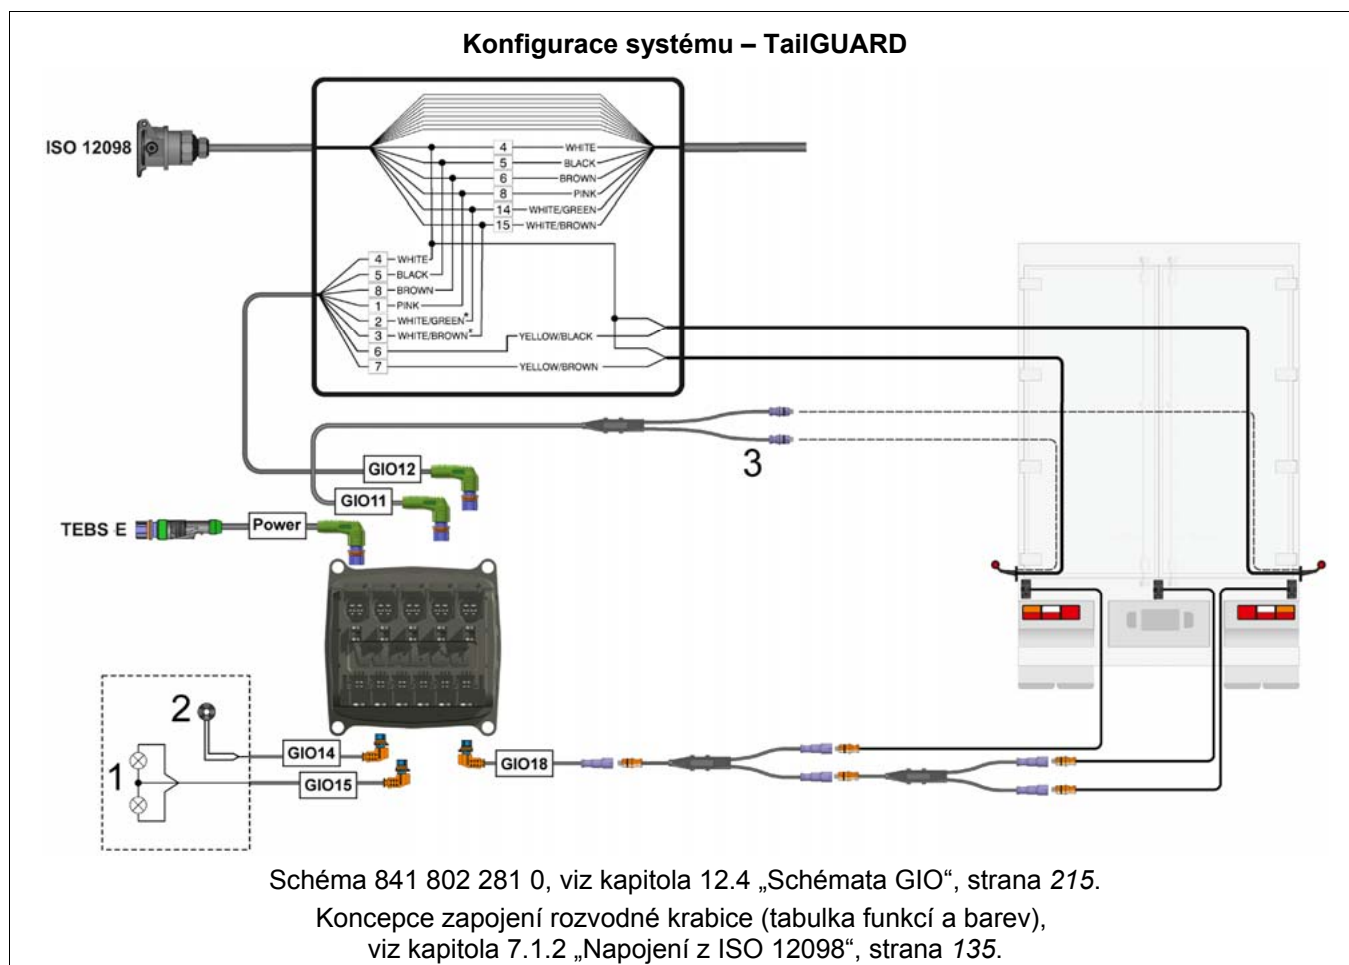 Konfigurace systému – TailGUARD
ISO 12098
4 WHITE
5 BLACK
6 BROWN
8 PINK
14 WHITE/GREEN
15 WHITE/BROWN
4 WHITE
5 BLACK
8 BROWN
1 PINK
2 WHITE/GREEN*
3 WHITE/BROWN*
6 YELLOW/BLACK
7 YELLOW/BROWN
3
GIO12
GIO11
TEBS E
Power
2
GIO14
1
GIO15
GIO18
Schéma 841 802 281 0, viz kapitola 12.4 „Schémata GIO“, strana 215.
Koncepce zapojení rozvodné krabice (tabulka funkcí a barev),
viz kapitola 7.1.2 „Napojení z ISO 12098“, strana 135.